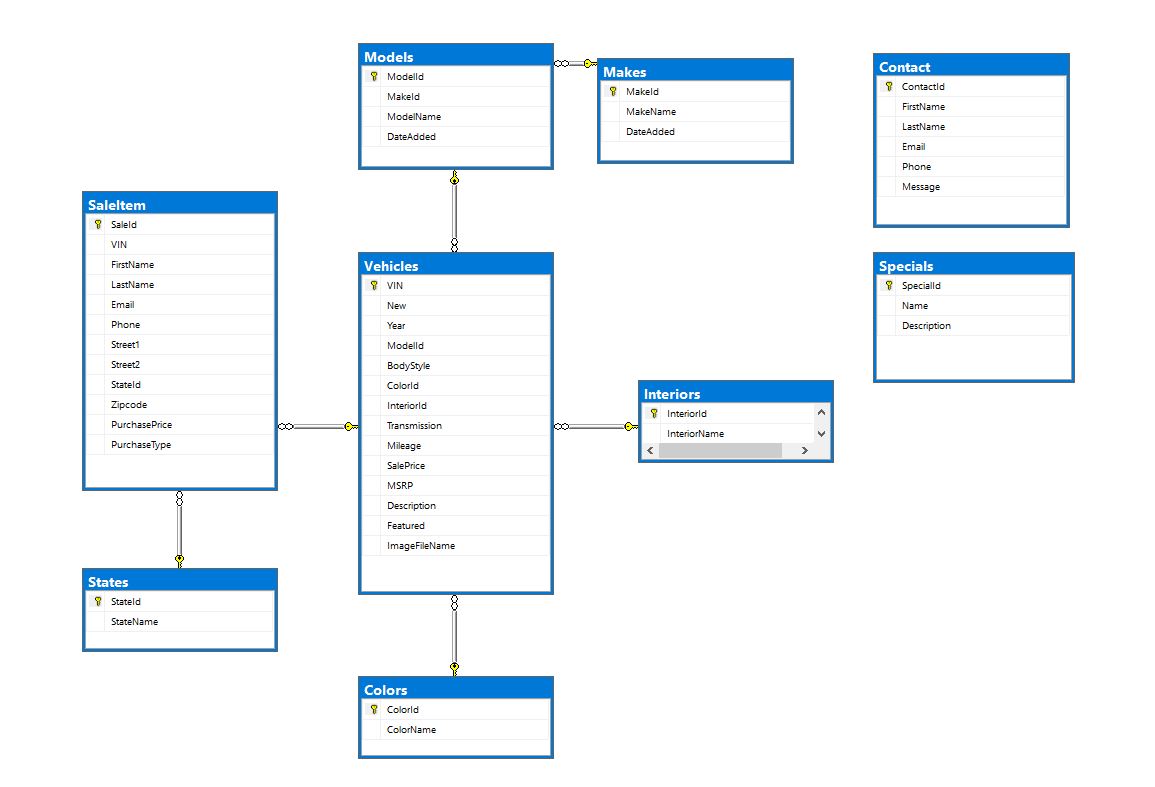 Models
ModelId
MakeId
ModelName
DateAdded
Makes
MakeId
MakeName
DateAdded
Contact
ContactId
FirstName
LastName
Email
Phone
Message
SaleItem
SaleId
VIN
FirstName
LastName
Email
Phone
Street1
Street2
StateId
Zipcode
PurchasePrice
PurchaseType
Vehicles
VIN
New
Year
ModelId
BodyStyle
ColorId
InteriorId
Transmission
Mileage
SalePrice
MSRP
Description
Featured
ImageFileName
Specials
SpecialId
Name
Description
Interiors
InteriorId
InteriorName
States
StateId
StateName
Colors
ColorId
ColorName